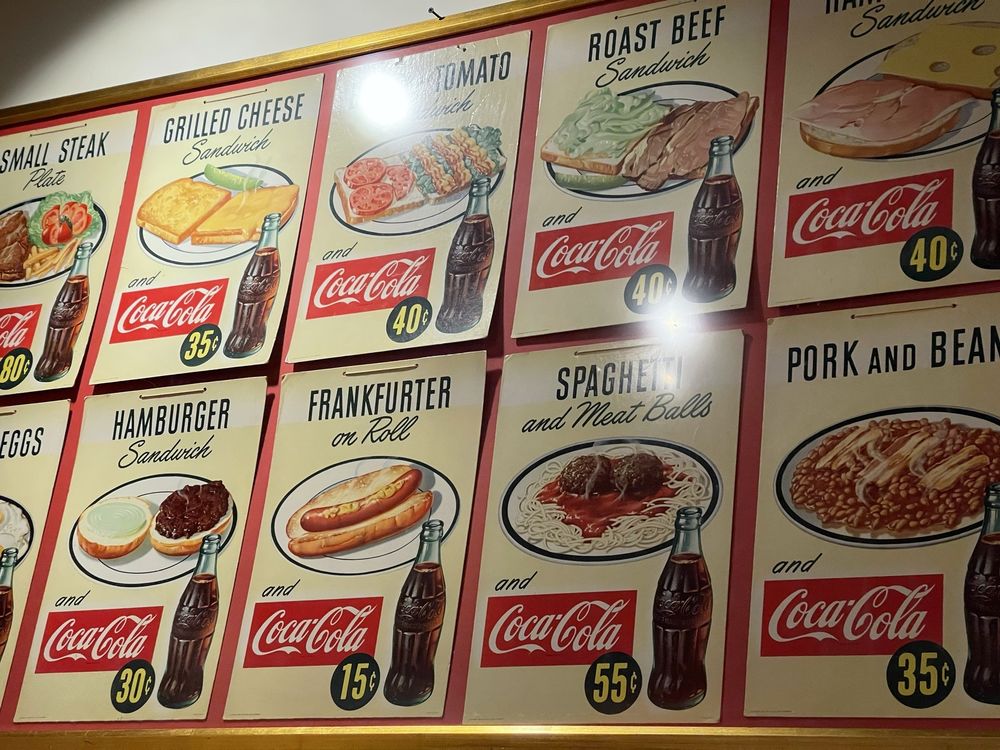 SMALL STEAK
Plate
80¢
GRILLED CHEESE
Sandwich
and
Coca-Cola
35¢
TOMATO
and
Coca-Cola
40¢
ROAST BEEF
Sandwich
and
Coca-Cola
40¢
Sandwich
and
Coca-Cola
40¢
EGGS
HAMBURGER
Sandwich
and
Coca-Cola
30¢
FRANKFURTER
on Roll
and
Coca-Cola
15¢
SPAGHETTI
and Meat Balls
and
Coca-Cola
55¢
PORK AND BEAN
and
Coca-Cola
35¢